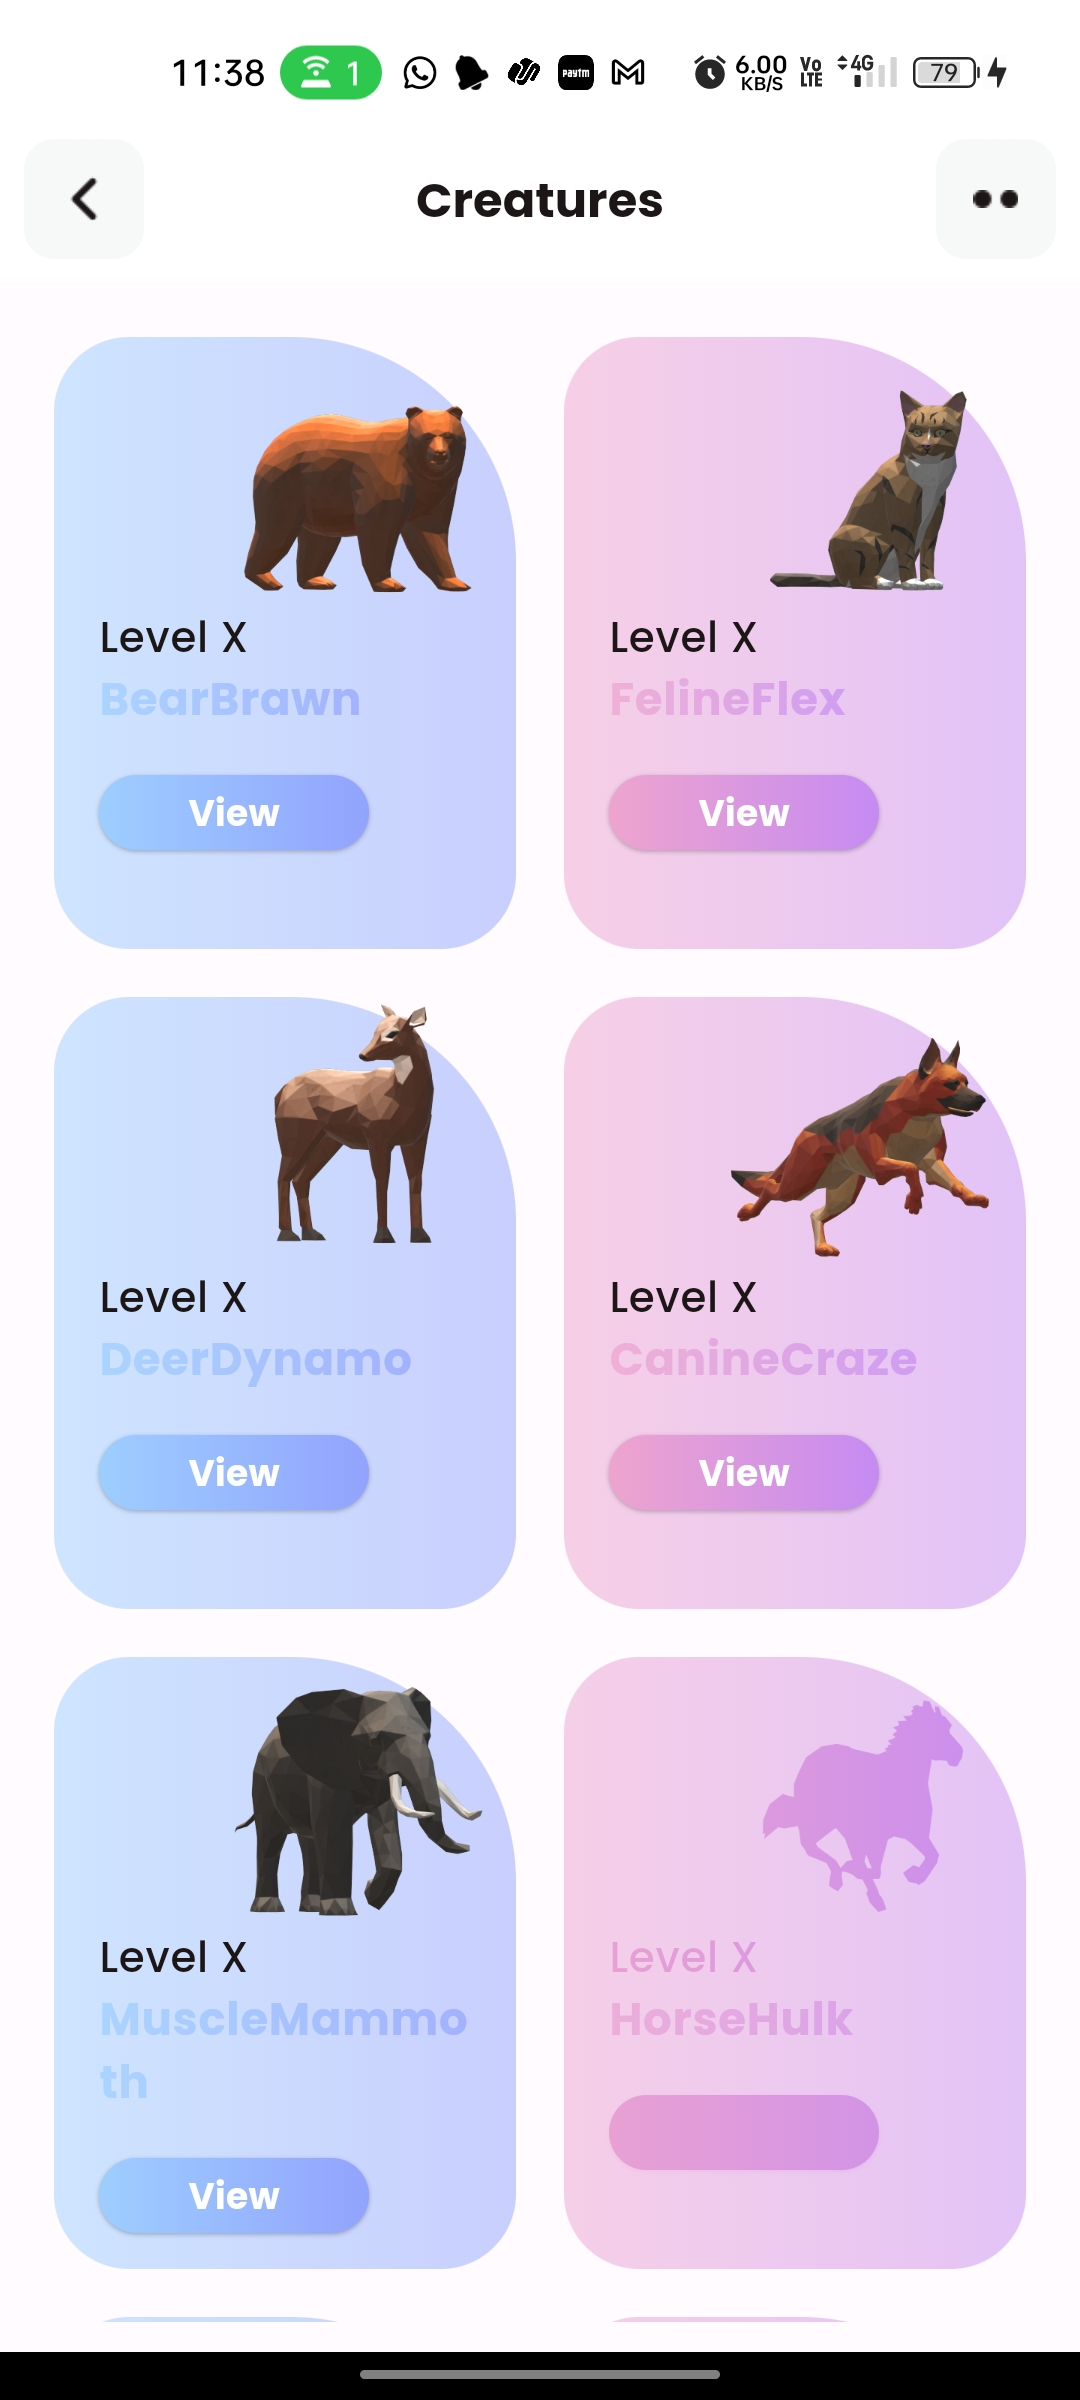 11:38 1 paytm 6.00 KB/S Vo LTE 4G 79
Creatures
Level X
BearBrawn
View
Level X
FelineFlex
View
Level X
DeerDynamo
View
Level X
CanineCraze
View
Level X
MuscleMammo
th
View
Level X
HorseHulk